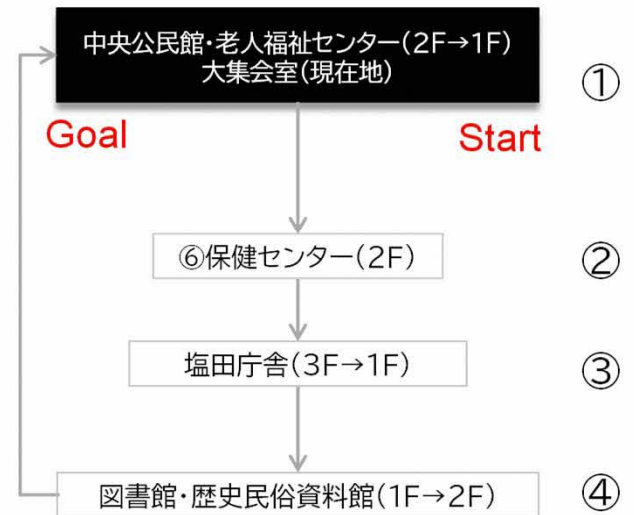 中央公民館・老人福祉センター(2F→1F)
大集会室(現在地)
①
Goal
Start
⑥保健センター(2F)
②
塩田庁舎(3F→1F)
③
図書館・歴史民俗資料館(1F→2F)
④